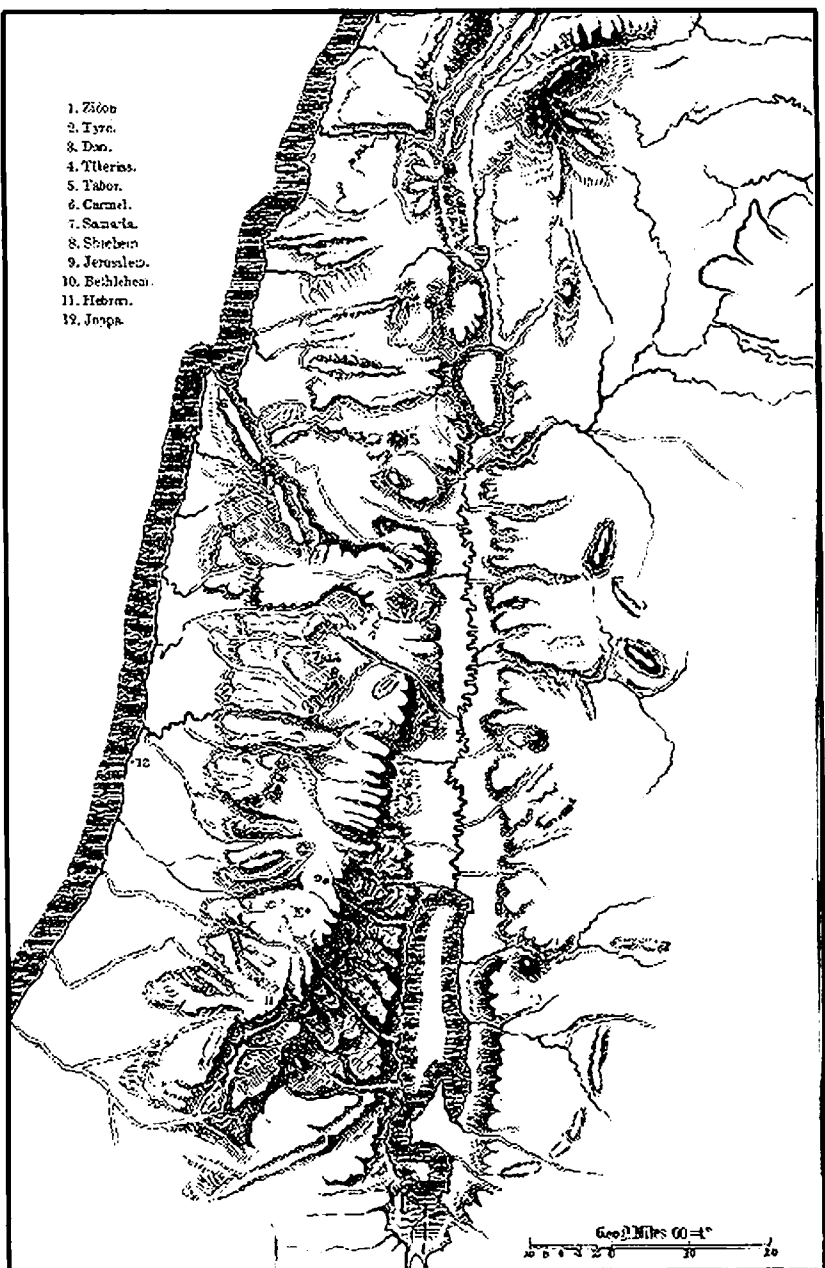 1. Zidon
2. Tyre.
3. Dan.
4. Tiberias.
5. Tabor.
6. Carmel.
7. Samaria.
8. Shechem
9. Jerusalem.
10. Bethlehem.
11. Hebron.
12. Joppa.
12
Geog. Miles 60=1°